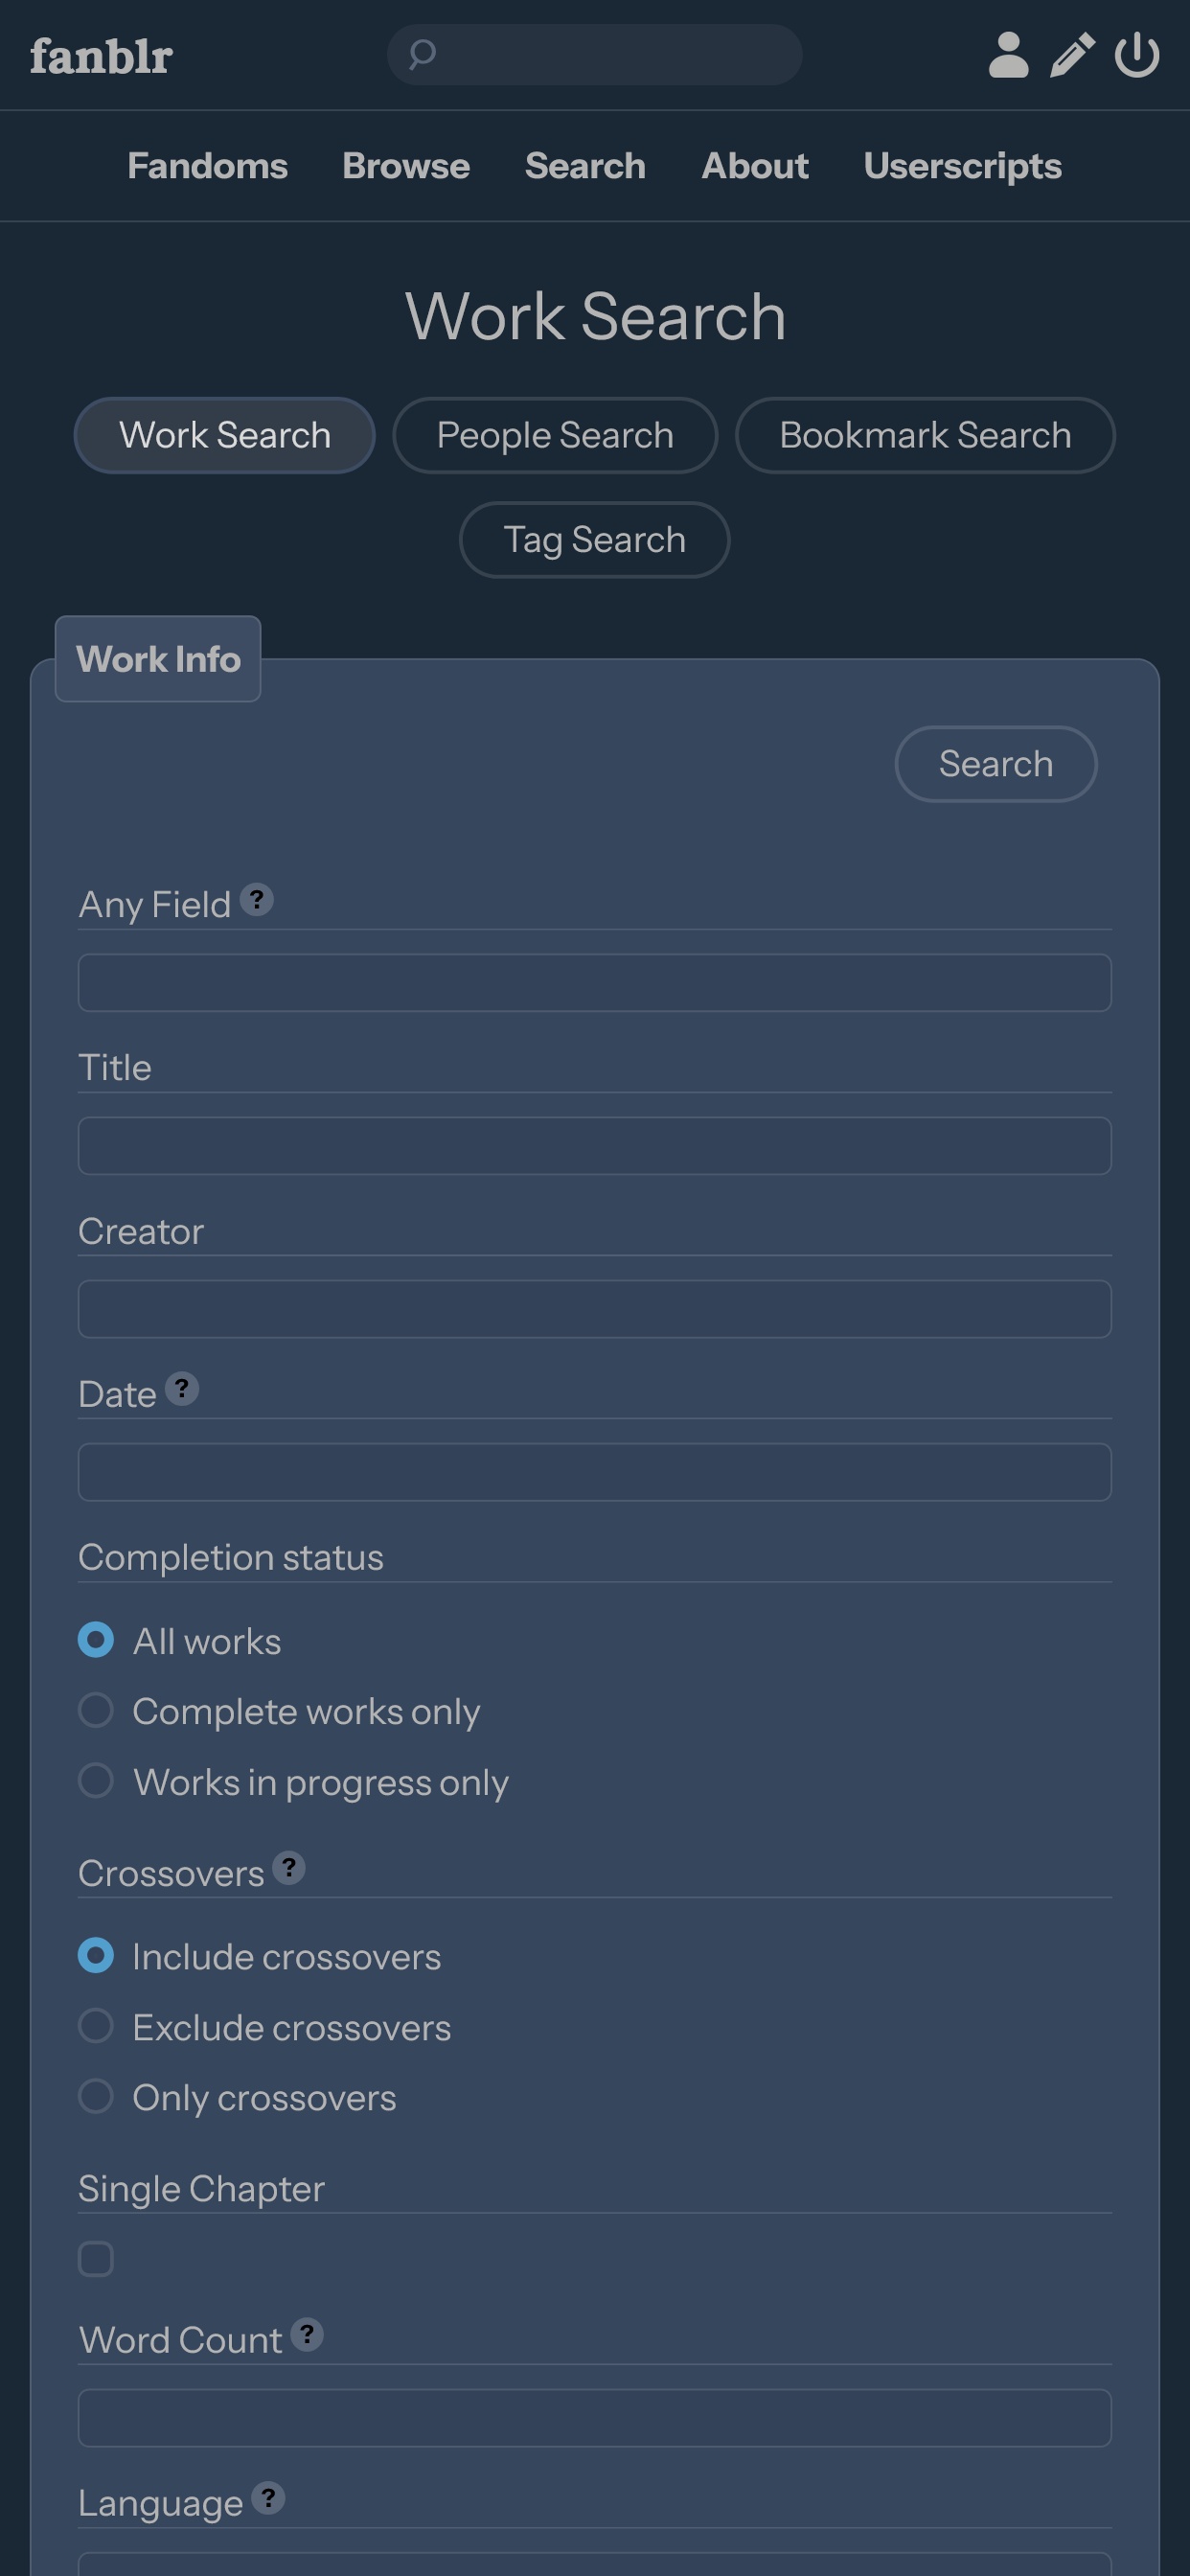 fanblr
Fandoms Browse Search About Userscripts
Work Search
Work Search People Search Bookmark Search
Tag Search
Work Info
Search
Any Field ?
Title
Creator
Date ?
Completion status
All works
Complete works only
Works in progress only
Crossovers ?
Include crossovers
Exclude crossovers
Only crossovers
Single Chapter
Word Count ?
Language ?